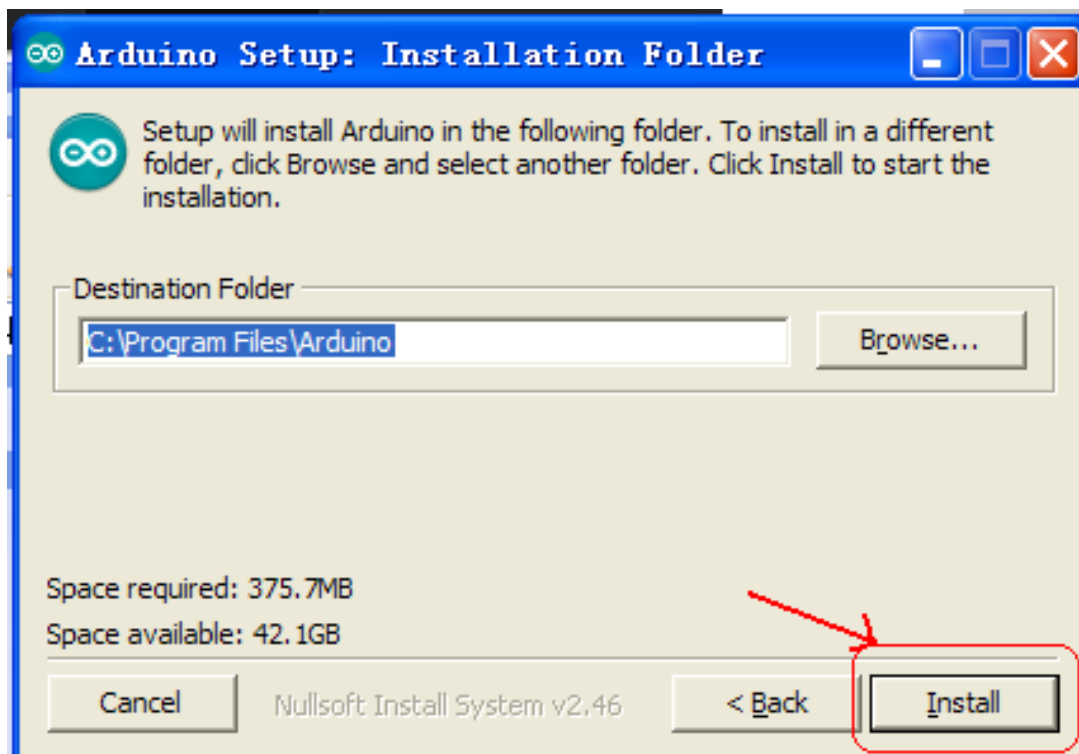 Arduino Setup: Installation Folder
Setup will install Arduino in the following folder. To install in a different
folder, click Browse and select another folder. Click Install to start the
installation.
Destination Folder
C:\Program Files\Arduino
Browse...
Space required: 375.7MB
Space available: 42.1GB
Cancel
Nullsoft Install System v2.46
< Back
Install